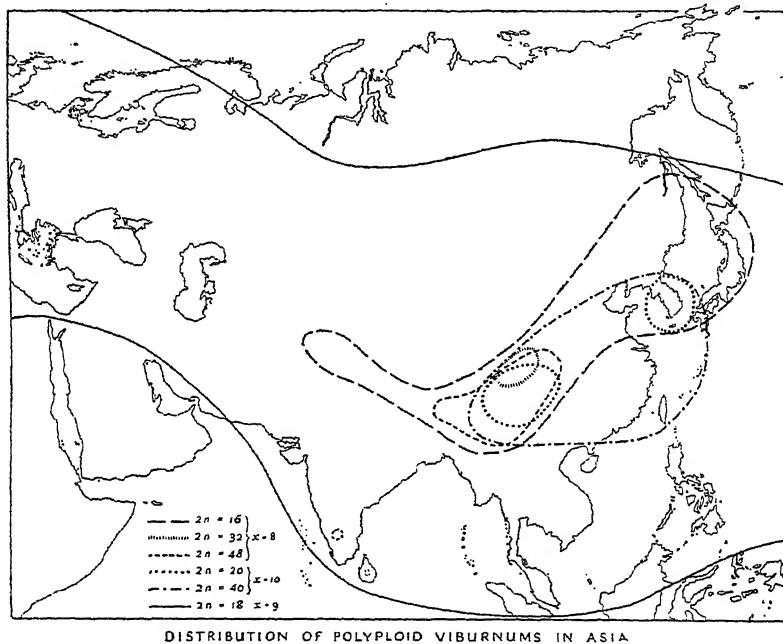 2n = 16
2n = 32 } x=8
2n = 48
2n = 20
2n = 40 } x=10
2n = 18 x=9
DISTRIBUTION OF POLYPLOID VIBURNUMS IN ASIA